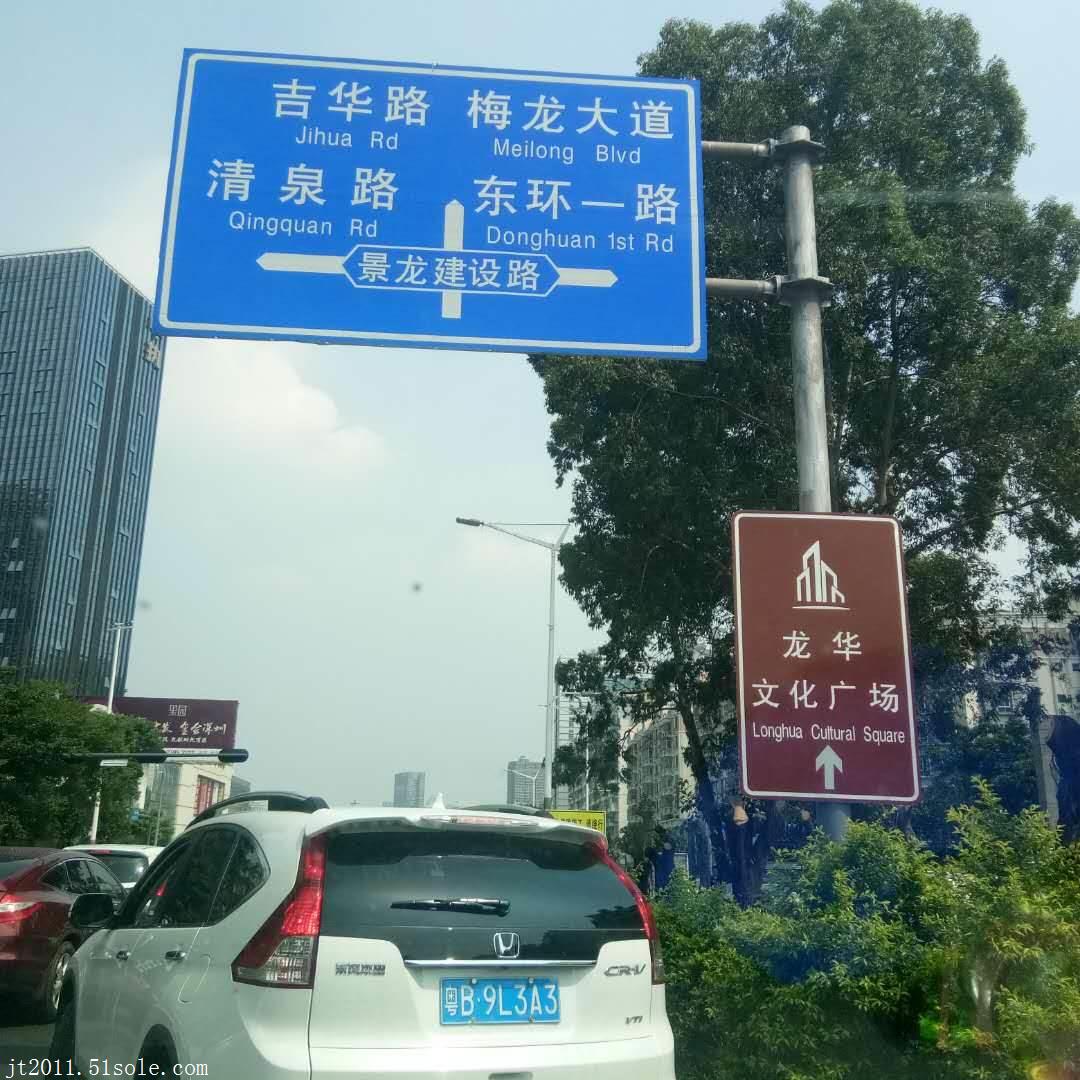 吉华路 梅龙大道
Jihua Rd Meilong Blvd
清泉路 东环一路
Qingquan Rd Donghuan 1st Rd
景龙建设路
龙华
文化广场
Longhua Cultural Square
CR-V
粤B·9L3A3
VTi
jt2011.51sole.com